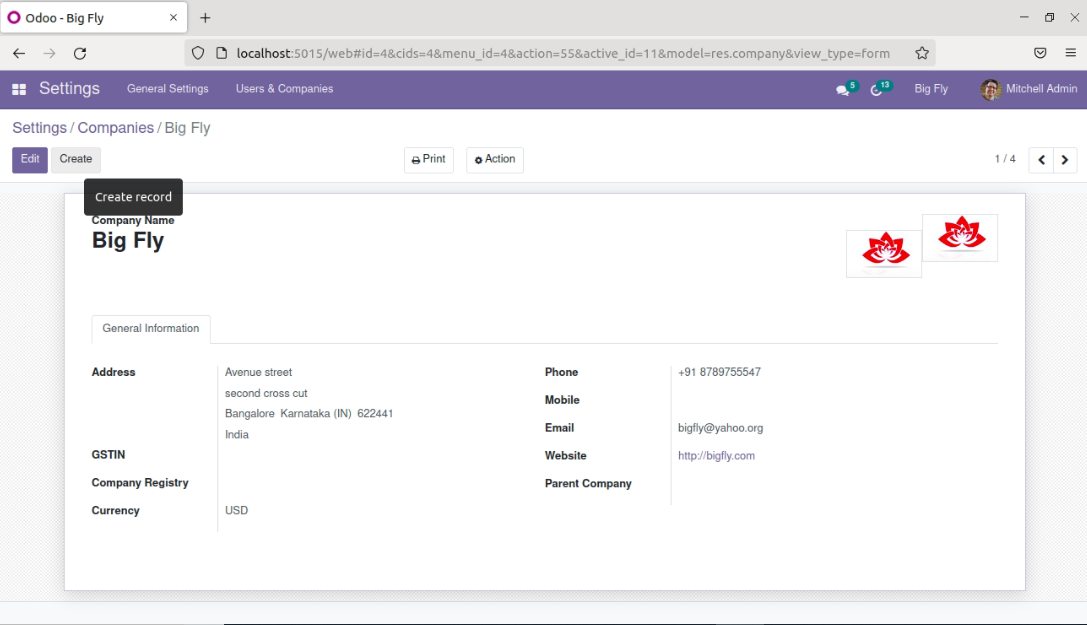 Odoo - Big Fly
localhost:5015/web#id=4&cids=4&menu_id=4&action=55&active_id=11&model=res.company&view_type=form
Settings General Settings Users & Companies 5 13 Big Fly Mitchell Admin
Settings / Companies / Big Fly
Edit Create Print Action 1 / 4
Create record
Company Name
Big Fly
General Information
Address Avenue street Phone +91 8789755547
second cross cut Mobile
Bangalore Karnataka (IN) 622441 Email bigfly@yahoo.org
India
GSTIN Website http://bigfly.com
Company Registry Parent Company
Currency USD